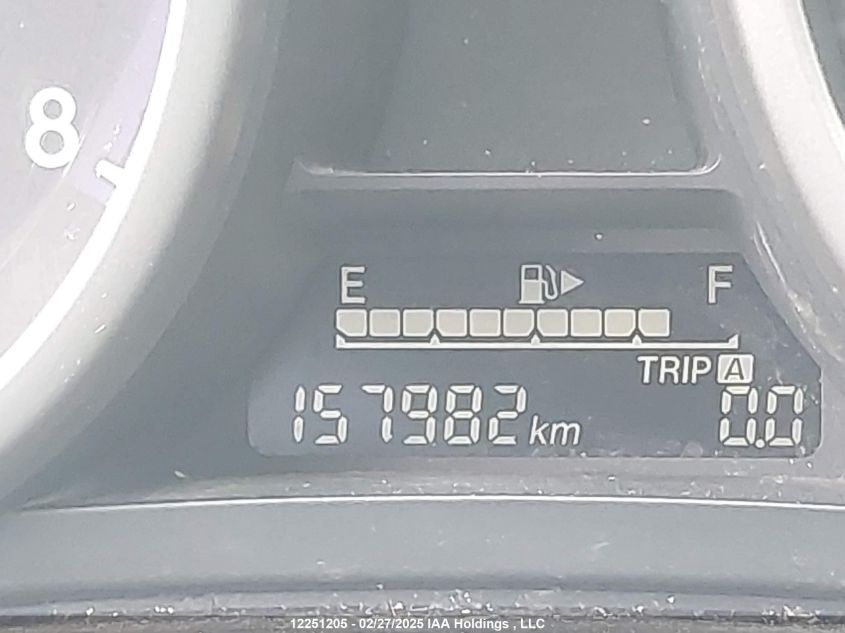 8
E F
TRIP A
157982 km 0.0
12251205 - 02/27/2025 IAA Holdings , LLC